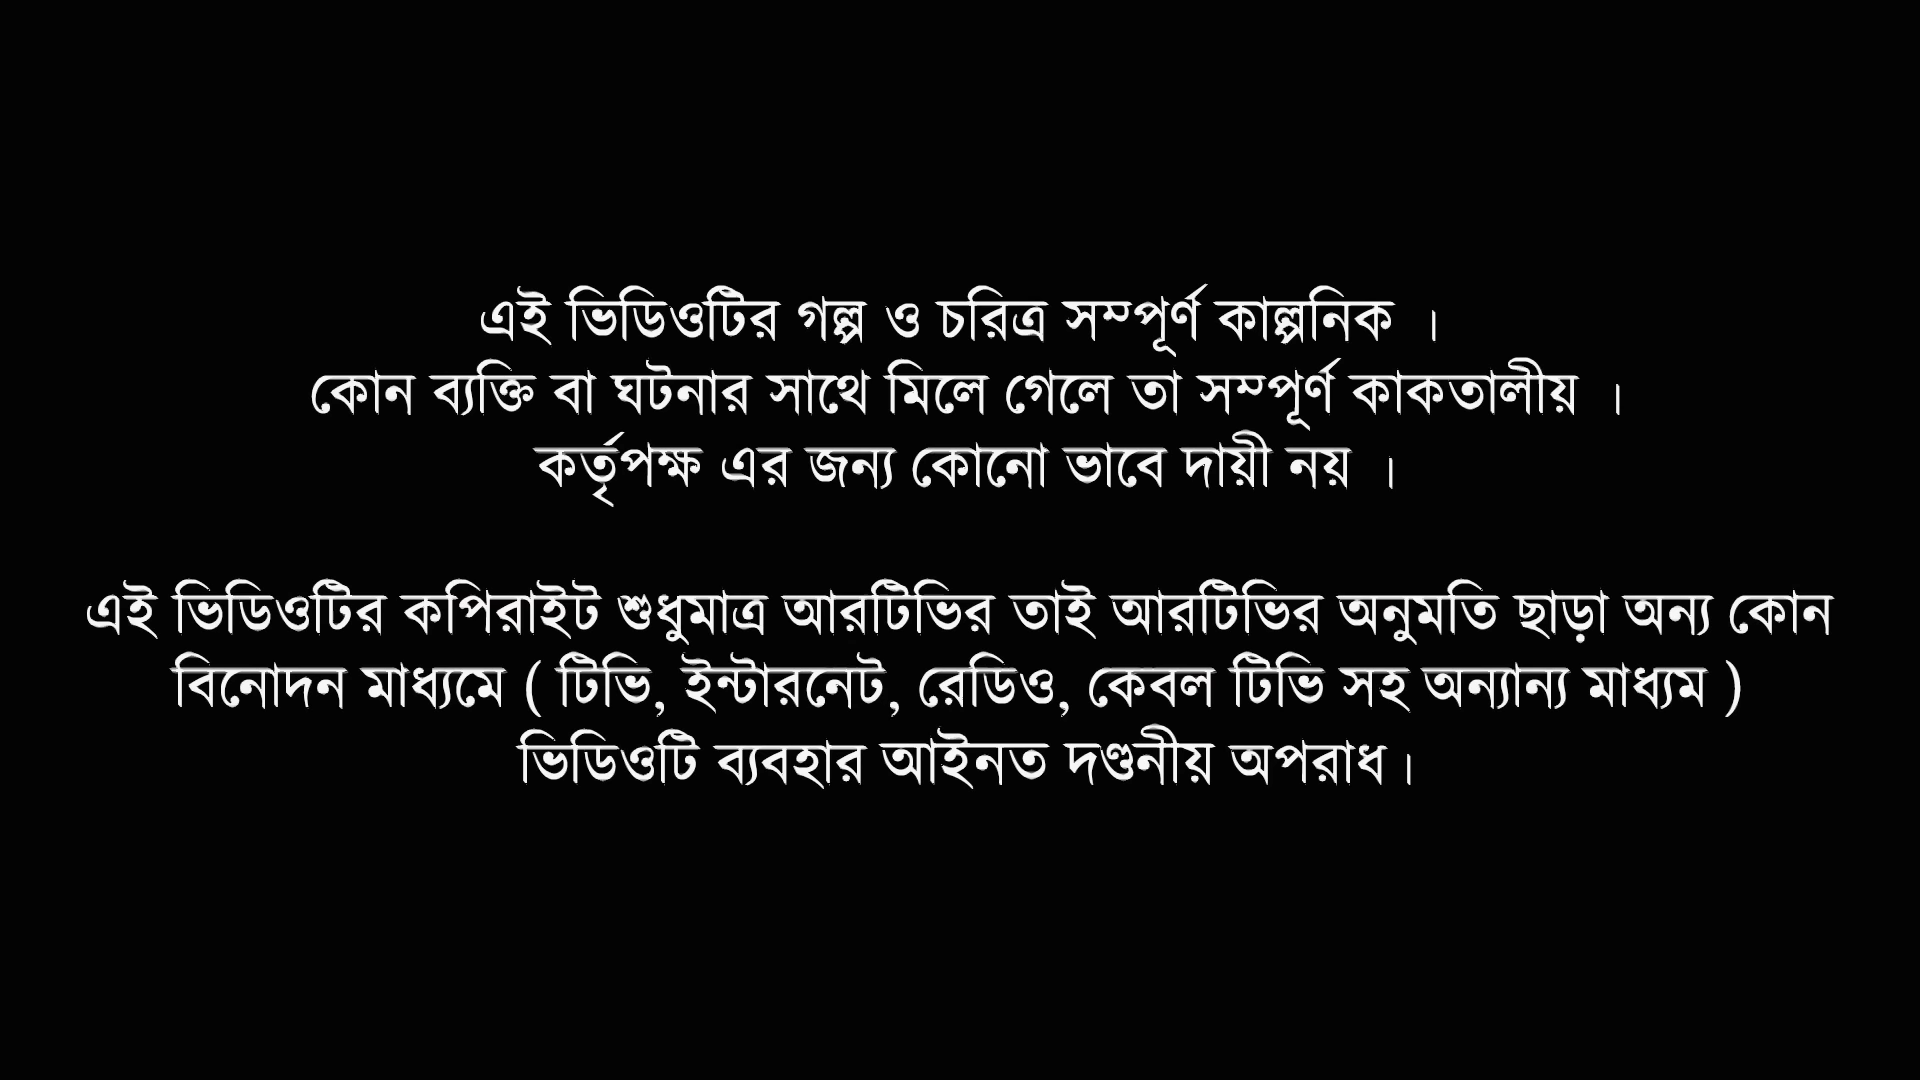 এই ভিডিওটির গল্প ও চরিত্র সম্পূর্ণ কাল্পনিক ।
কোন ব্যক্তি বা ঘটনার সাথে মিলে গেলে তা সম্পূর্ণ কাকতালীয় ।
কর্তৃপক্ষ এর জন্য কোনো ভাবে দায়ী নয় ।
এই ভিডিওটির কপিরাইট শুধুমাত্র আরটিভির তাই আরটিভির অনুমতি ছাড়া অন্য কোন
বিনোদন মাধ্যমে ( টিভি, ইন্টারনেট, রেডিও, কেবল টিভি সহ অন্যান্য মাধ্যম )
ভিডিওটি ব্যবহার আইনত দণ্ডনীয় অপরাধ।